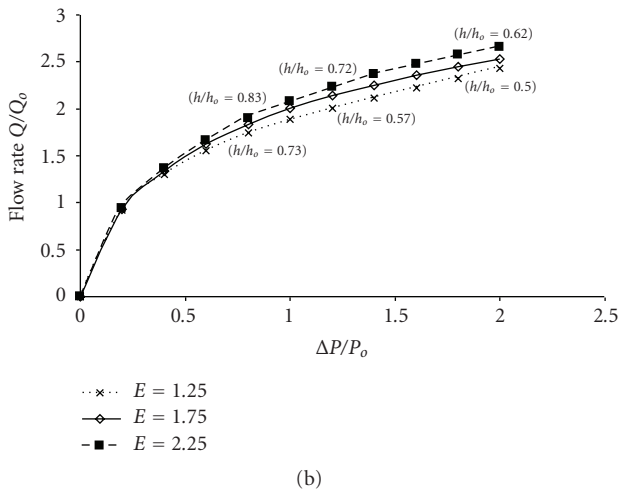 3
2.5
2
1.5
1
0.5
0
Flow rate Q/Qₒ
(h/hₒ = 0.62)
(h/hₒ = 0.72)
(h/hₒ = 0.83)
(h/hₒ = 0.5)
(h/hₒ = 0.57)
(h/hₒ = 0.73)
0 0.5 1 1.5 2 2.5
ΔP/Pₒ
E = 1.25
E = 1.75
E = 2.25
(b)